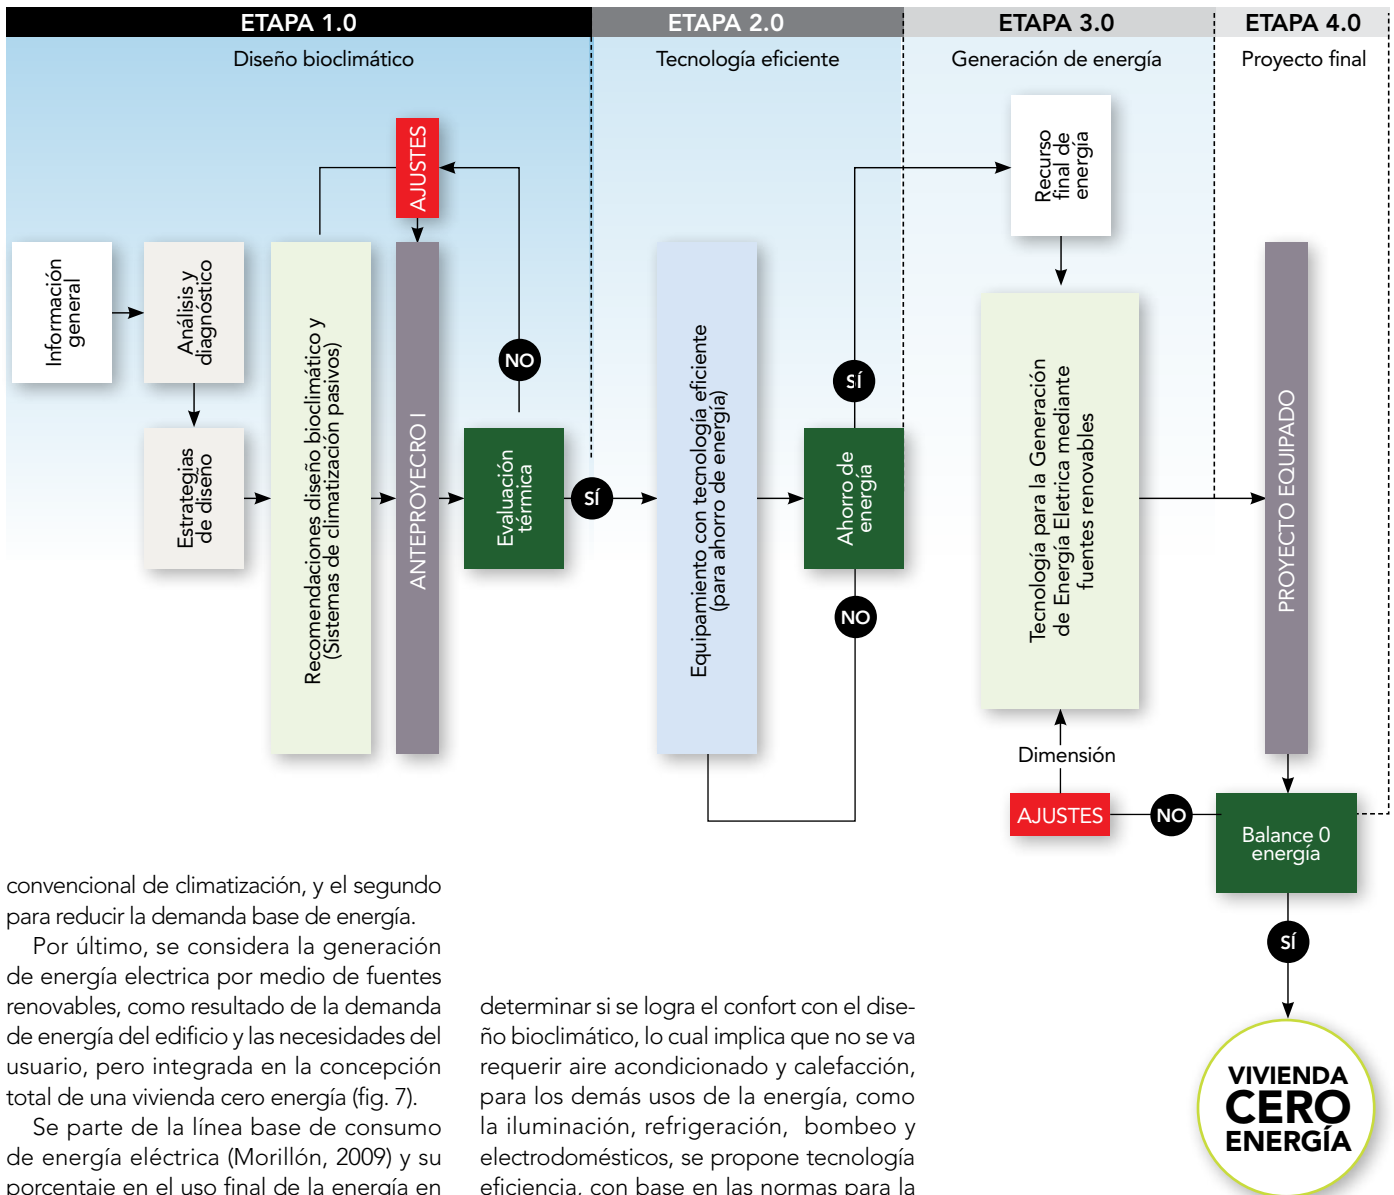 ETAPA 1.0
Diseño bioclimático
ETAPA 2.0
Tecnología eficiente
ETAPA 3.0
Generación de energía
ETAPA 4.0
Proyecto final
Información
general
Análisis y
diagnóstico
Estrategias
de diseño
Recomendaciones diseño bioclimático y
(Sistemas de climatización pasivos)
AJUSTES
ANTEPROYECRO I
NO
Evaluación
térmica
SÍ
Equipamiento con tecnología eficiente
(para ahorro de energía)
SÍ
Ahorro de
energía
NO
Recurso
final de
energía
Tecnología para la Generación
de Energía Eletrica mediante
fuentes renovables
Dimensión
AJUSTES
NO
PROYECTO EQUIPADO
Balance 0
energía
SÍ
VIVIENDA
CERO
ENERGÍA
convencional de climatización, y el segundo
para reducir la demanda base de energía.
Por último, se considera la generación
de energía electrica por medio de fuentes
renovables, como resultado de la demanda
de energía del edificio y las necesidades del
usuario, pero integrada en la concepción
total de una vivienda cero energía (fig. 7).
Se parte de la línea base de consumo
de energía eléctrica (Morillón, 2009) y su
porcentaje en el uso final de la energía en
determinar si se logra el confort con el dise-
ño bioclimático, lo cual implica que no se va
requerir aire acondicionado y calefacción,
para los demás usos de la energía, como
la iluminación, refrigeración, bombeo y
electrodomésticos, se propone tecnología
eficiencia, con base en las normas para la